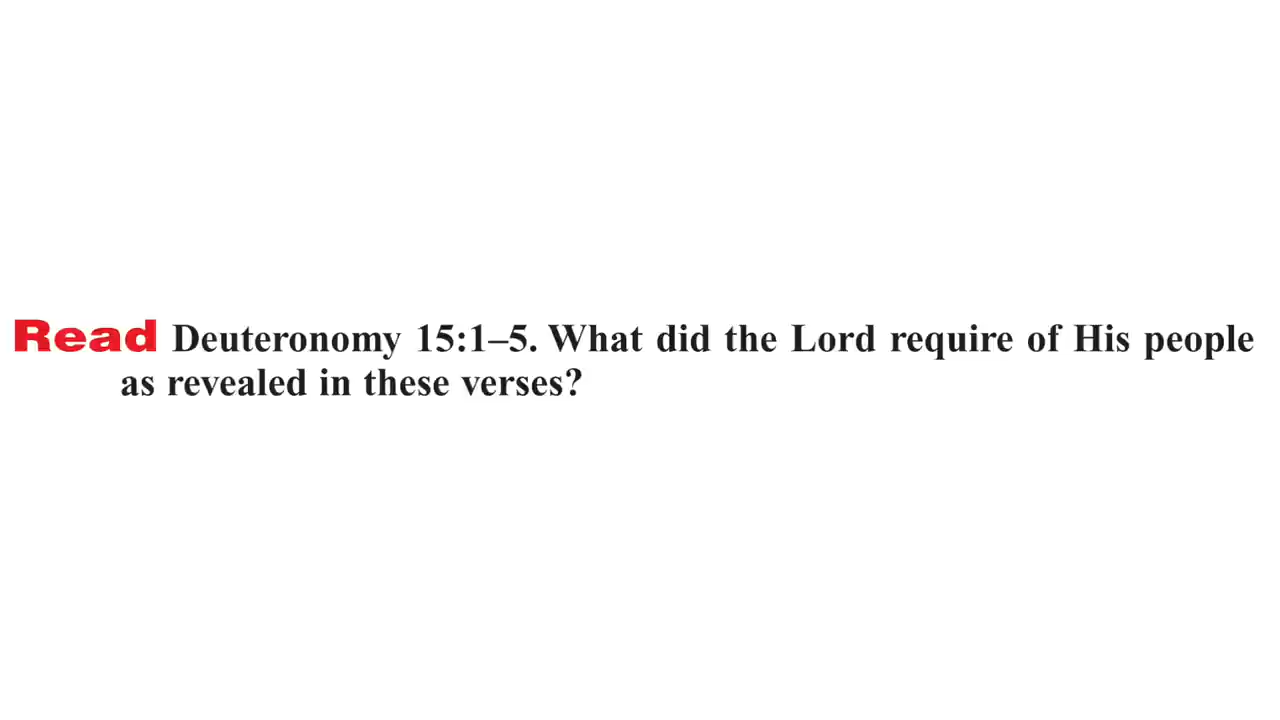 Read Deuteronomy 15:1–5. What did the Lord require of His people
as revealed in these verses?